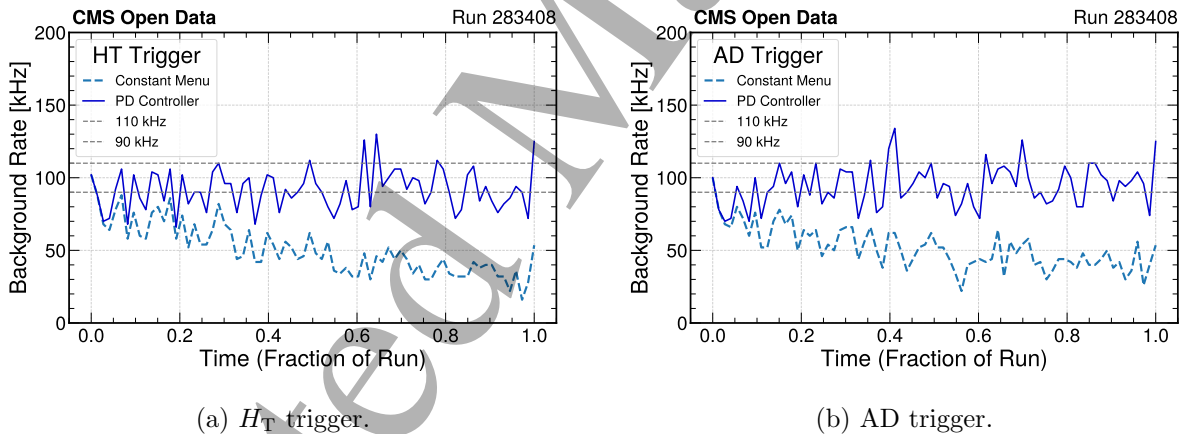 CMS Open Data Run 283408
200
150
100
50
0
Background Rate [kHz]
HT Trigger
Constant Menu
PD Controller
110 kHz
90 kHz
0.0 0.2 0.4 0.6 0.8 1.0
Time (Fraction of Run)
(a) H_T trigger.
CMS Open Data Run 283408
200
150
100
50
0
Background Rate [kHz]
AD Trigger
Constant Menu
PD Controller
110 kHz
90 kHz
0.0 0.2 0.4 0.6 0.8 1.0
Time (Fraction of Run)
(b) AD trigger.
ted M